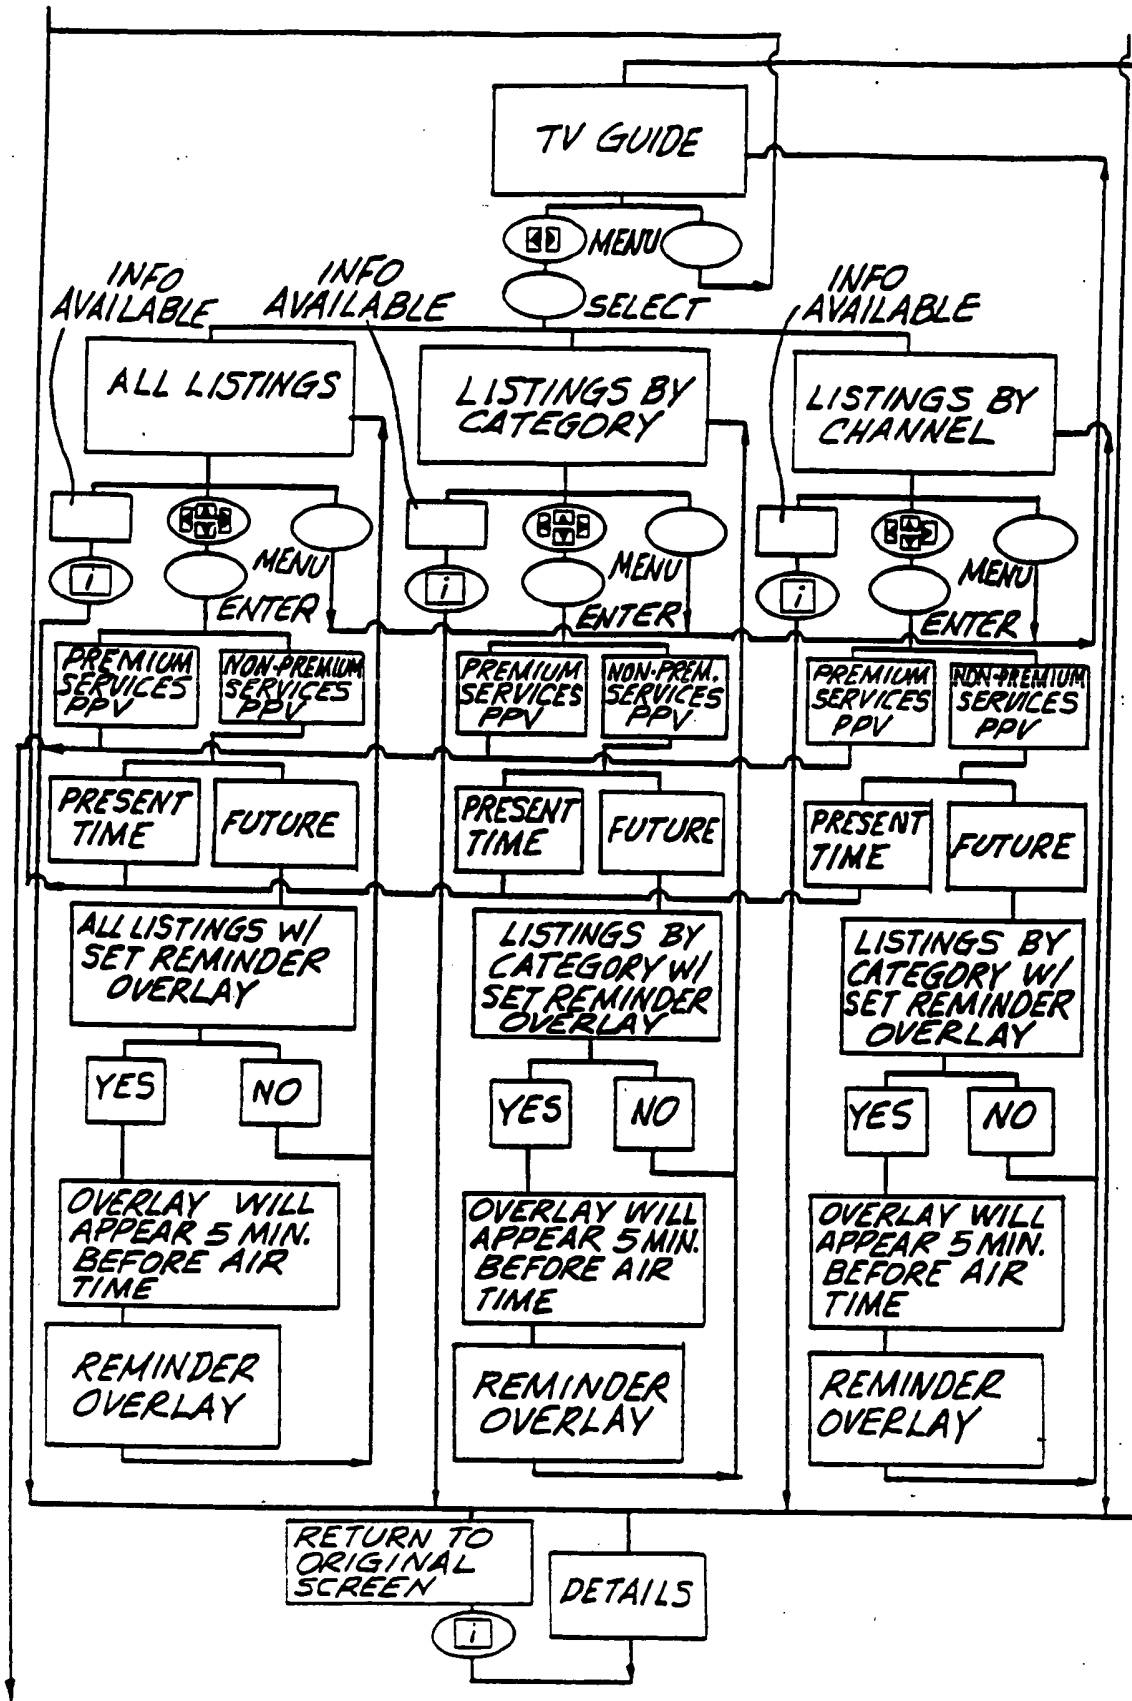 TV GUIDE
MENU
SELECT
INFO
AVAILABLE
INFO
AVAILABLE
INFO
AVAILABLE
ALL LISTINGS
LISTINGS BY
CATEGORY
LISTINGS BY
CHANNEL
i
MENU
ENTER
i
MENU
ENTER
i
MENU
ENTER
PREMIUM
SERVICES
PPV
NON-PREMIUM
SERVICES
PPV
PREMIUM
SERVICES
PPV
NON-PREM.
SERVICES
PPV
PREMIUM
SERVICES
PPV
NON-PREMIUM
SERVICES
PPV
PRESENT
TIME
FUTURE
PRESENT
TIME
FUTURE
PRESENT
TIME
FUTURE
ALL LISTINGS W/
SET REMINDER
OVERLAY
LISTINGS BY
CATEGORY W/
SET REMINDER
OVERLAY
LISTINGS BY
CATEGORY W/
SET REMINDER
OVERLAY
YES
NO
YES
NO
YES
NO
OVERLAY WILL
APPEAR 5 MIN.
BEFORE AIR
TIME
OVERLAY WILL
APPEAR 5 MIN.
BEFORE AIR
TIME
OVERLAY WILL
APPEAR 5 MIN.
BEFORE AIR
TIME
REMINDER
OVERLAY
REMINDER
OVERLAY
REMINDER
OVERLAY
RETURN TO
ORIGINAL
SCREEN
DETAILS
i